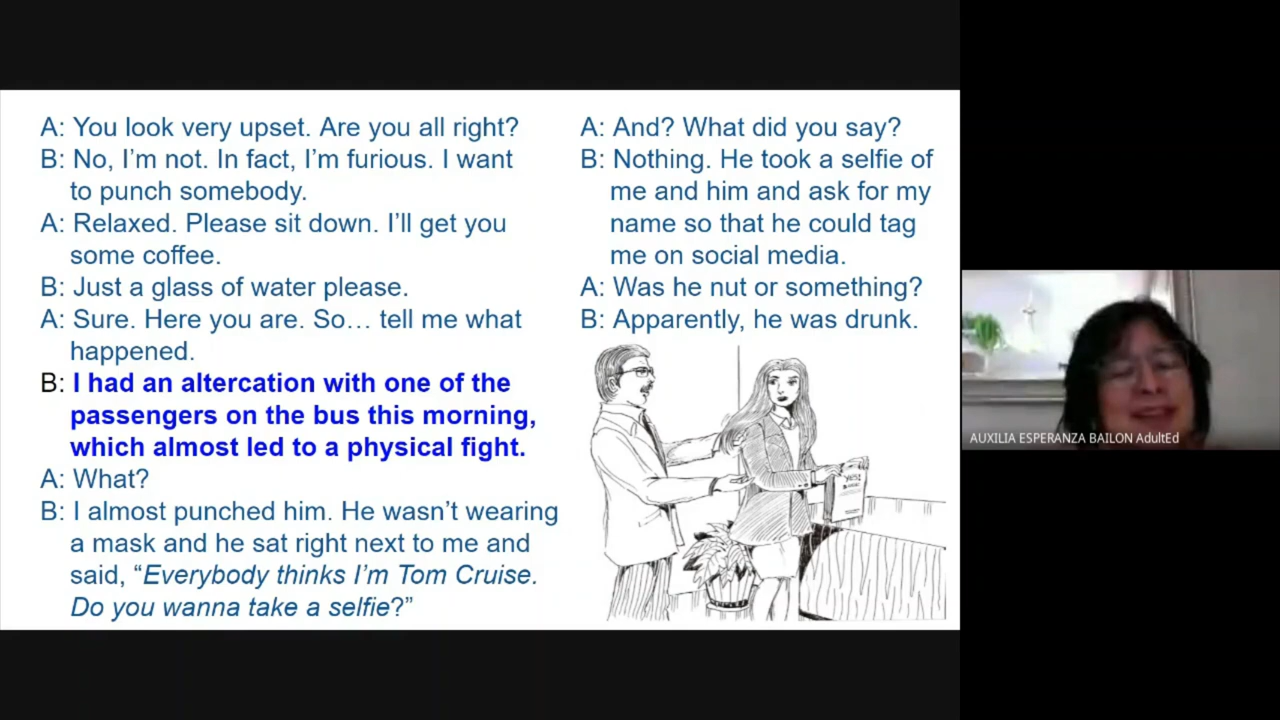 A: You look very upset. Are you all right?
B: No, I'm not. In fact, I'm furious. I want
to punch somebody.
A: Relaxed. Please sit down. I'll get you
some coffee.
B: Just a glass of water please.
A: Sure. Here you are. So… tell me what
happened.
B: I had an altercation with one of the
passengers on the bus this morning,
which almost led to a physical fight.
A: What?
B: I almost punched him. He wasn't wearing
a mask and he sat right next to me and
said, “Everybody thinks I'm Tom Cruise.
Do you wanna take a selfie?”
A: And? What did you say?
B: Nothing. He took a selfie of
me and him and ask for my
name so that he could tag
me on social media.
A: Was he nut or something?
B: Apparently, he was drunk.
YES!
AUXILIA ESPERANZA BAILON AdultEd